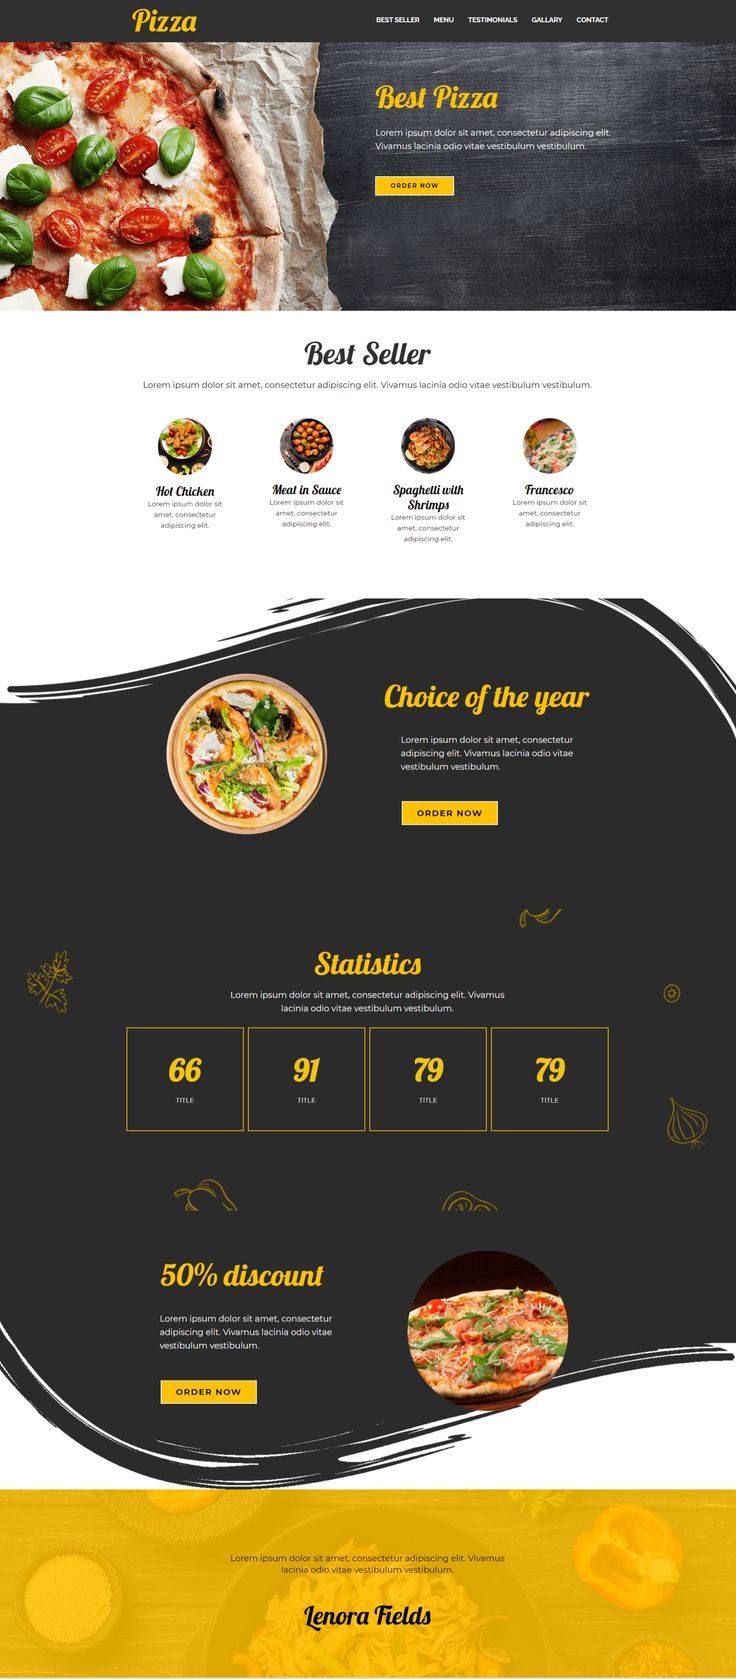 Pizza
BEST SELLER MENU TESTIMONIALS GALLARY CONTACT
Best Pizza
Lorem ipsum dolor sit amet, consectetur adipiscing elit.
Vivamus lacinia odio vitae vestibulum vestibulum.
ORDER NOW
Best Seller
Lorem ipsum dolor sit amet, consectetur adipiscing elit. Vivamus lacinia odio vitae vestibulum vestibulum.
Hot Chicken
Lorem ipsum dolor sit
amet, consectetur
adipiscing elit.
Meat in Sauce
Lorem ipsum dolor sit
amet, consectetur
adipiscing elit.
Spaghetti with
Shrimps
Lorem ipsum dolor sit
amet, consectetur
adipiscing elit.
Francesco
Lorem ipsum dolor sit
amet, consectetur
adipiscing elit.
Choice of the year
Lorem ipsum dolor sit amet, consectetur
adipiscing elit. Vivamus lacinia odio vitae
vestibulum vestibulum.
ORDER NOW
Statistics
Lorem ipsum dolor sit amet, consectetur adipiscing elit. Vivamus
lacinia odio vitae vestibulum vestibulum.
66
TITLE
91
TITLE
79
TITLE
79
TITLE
50% discount
Lorem ipsum dolor sit amet, consectetur
adipiscing elit. Vivamus lacinia odio vitae
vestibulum vestibulum.
ORDER NOW
Lorem ipsum dolor sit amet, consectetur adipiscing elit. Vivamus
lacinia odio vitae vestibulum vestibulum.
Lenora Fields